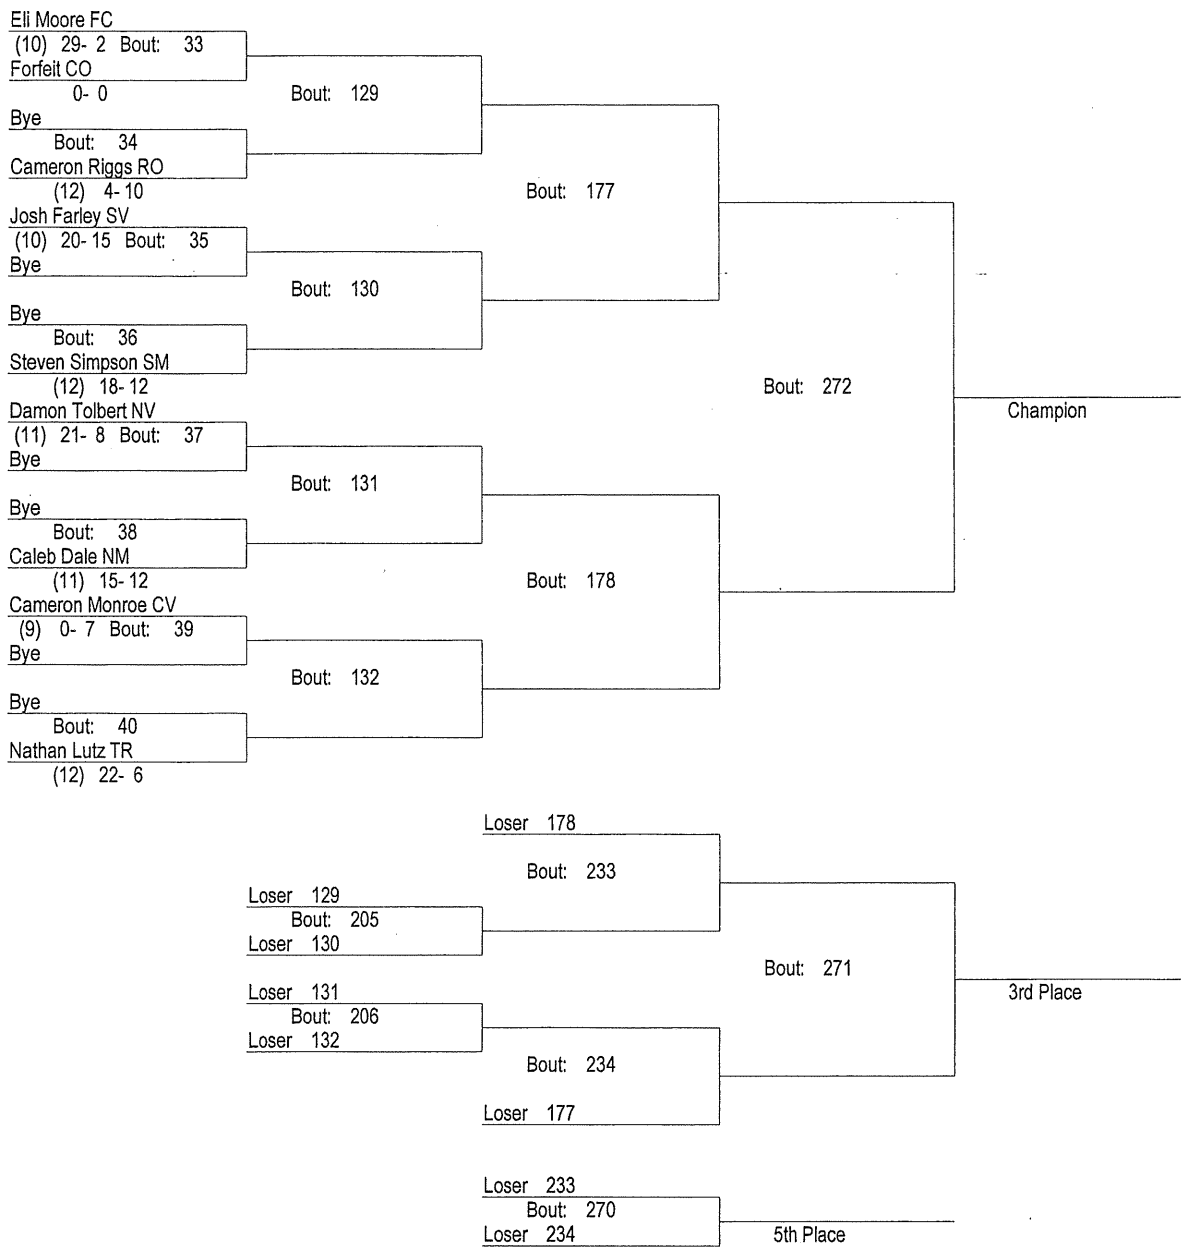 Eli Moore FC
(10) 29- 2 Bout: 33
Forfeit CO
0- 0
Bout: 129
Bye
Bout: 34
Cameron Riggs RO
(12) 4- 10
Bout: 177
Josh Farley SV
(10) 20- 15 Bout: 35
Bye
Bout: 130
Bye
Bout: 36
Steven Simpson SM
(12) 18- 12
Bout: 272
Champion
Damon Tolbert NV
(11) 21- 8 Bout: 37
Bye
Bout: 131
Bye
Bout: 38
Caleb Dale NM
(11) 15- 12
Bout: 178
Cameron Monroe CV
(9) 0- 7 Bout: 39
Bye
Bout: 132
Bye
Bout: 40
Nathan Lutz TR
(12) 22- 6
Loser 178
Bout: 233
Loser 129
Bout: 205
Loser 130
Bout: 271
3rd Place
Loser 131
Bout: 206
Loser 132
Bout: 234
Loser 177
Loser 233
Bout: 270
Loser 234
5th Place